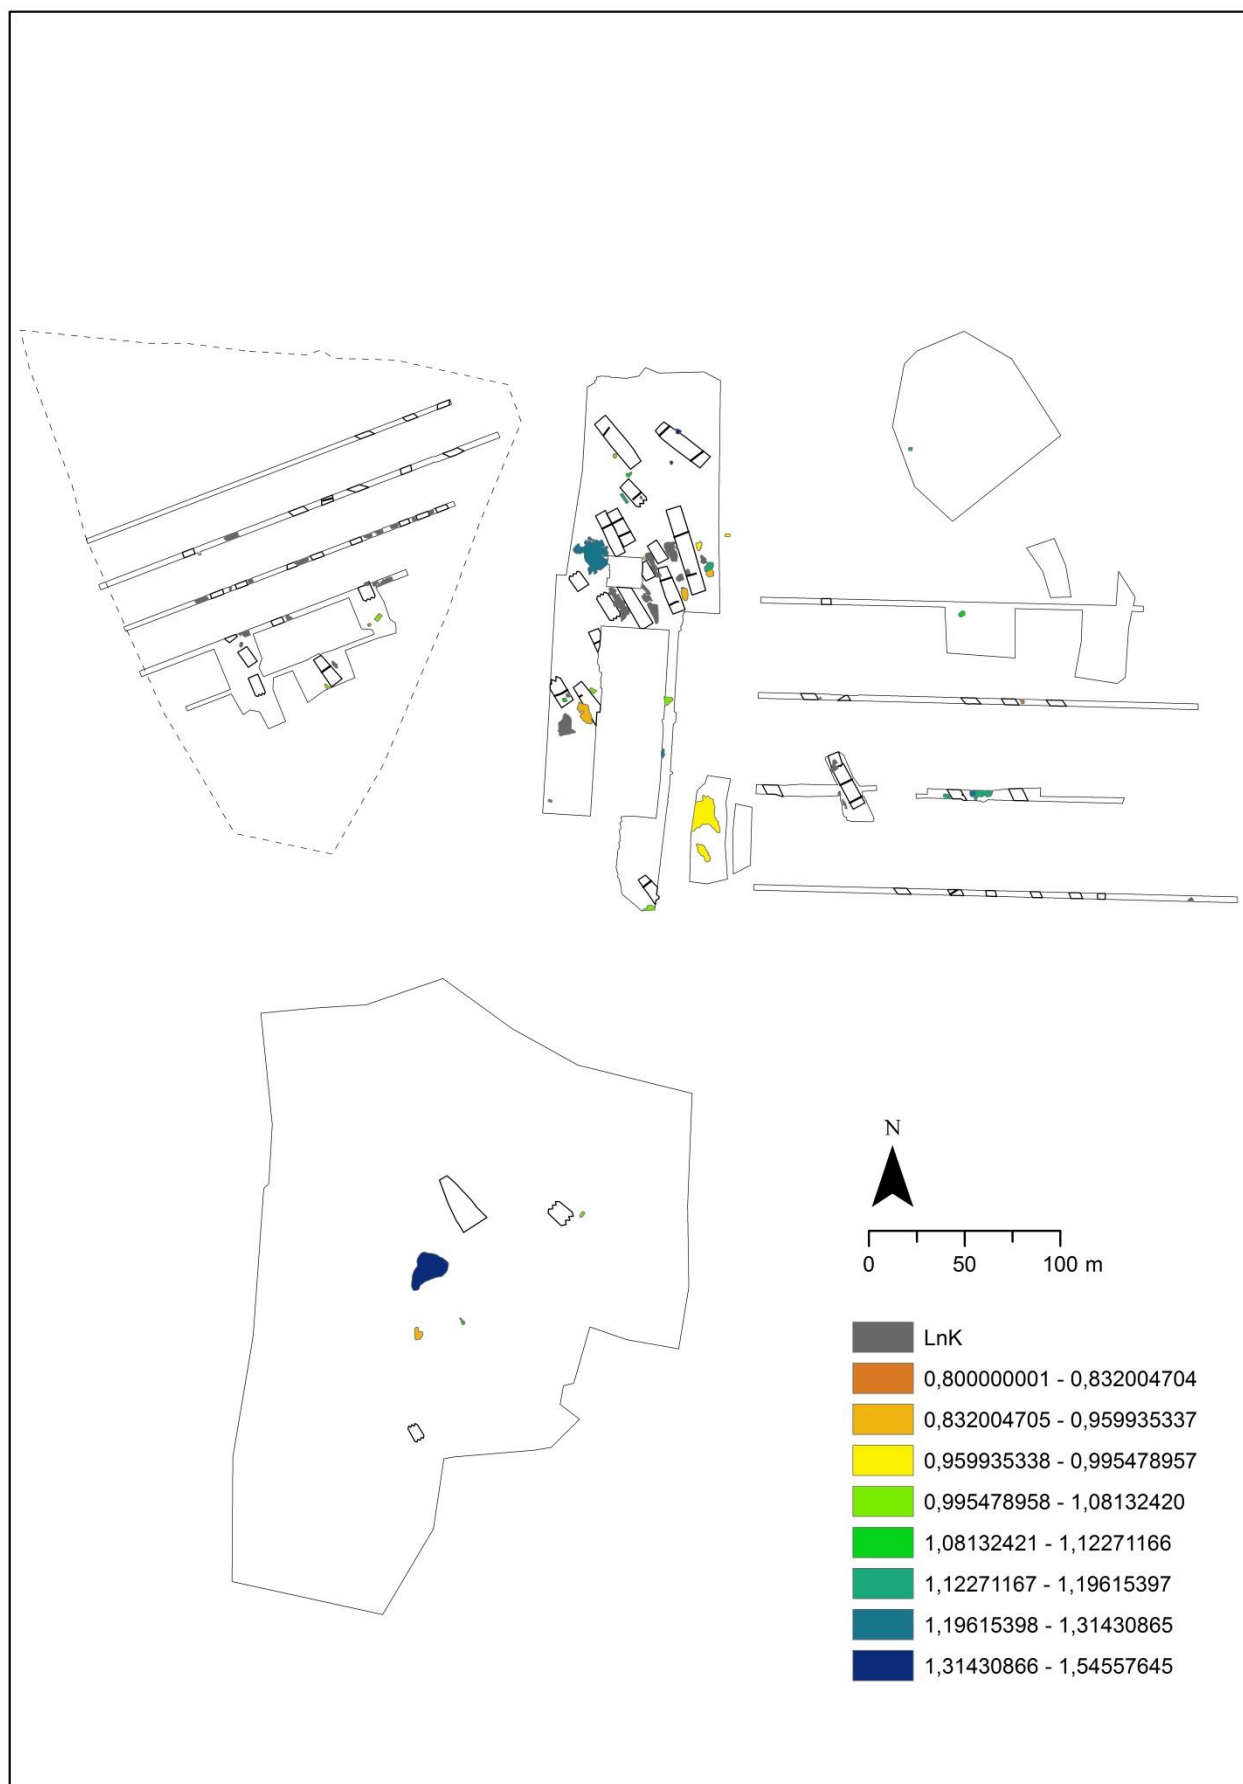 N
0 50 100 m
LnK
0,800000001 - 0,832004704
0,832004705 - 0,959935337
0,959935338 - 0,995478957
0,995478958 - 1,08132420
1,08132421 - 1,12271166
1,12271167 - 1,19615397
1,19615398 - 1,31430865
1,31430866 - 1,54557645